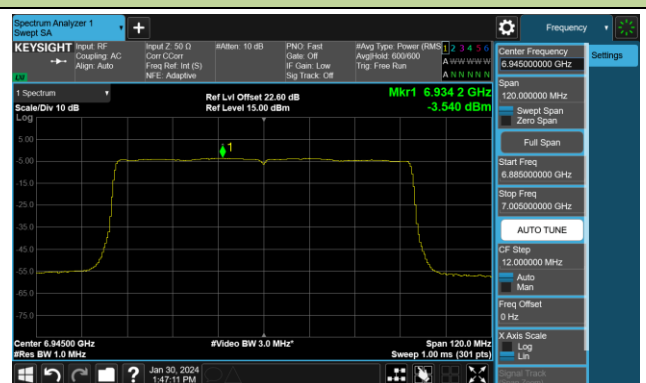 Spectrum Analyzer 1
Swept SA
Frequency
KEYSIGHT
Input: RF
Coupling: AC
Align: Auto
Input Z: 50 Ω
Corr CCorr
Freq Ref: Int (S)
NFE: Adaptive
#Atten: 10 dB
PNO: Fast
Gate: Off
IF Gain: Low
Sig Track: Off
#Avg Type: Power (RMS
Avg|Hold: 600/600
Trig: Free Run
1 2 3 4 5 6
A W W W W W
A N N N N N
LW
1 Spectrum
Scale/Div 10 dB
Log
Ref Lvl Offset 22.60 dB
Ref Level 15.00 dBm
Mkr1 6.934 2 GHz
-3.540 dBm
1
5.00
-5.00
-15.0
-25.0
-35.0
-45.0
-55.0
-65.0
-75.0
Center 6.94500 GHz
#Res BW 1.0 MHz
#Video BW 3.0 MHz*
Span 120.0 MHz
Sweep 1.00 ms (301 pts)
Jan 30, 2024
1:47:11 PM
Center Frequency
6.945000000 GHz
Settings
Span
120.000000 MHz
Swept Span
Zero Span
Full Span
Start Freq
6.885000000 GHz
Stop Freq
7.005000000 GHz
AUTO TUNE
CF Step
12.000000 MHz
Auto
Man
Freq Offset
0 Hz
X Axis Scale
Log
Lin
Signal Track